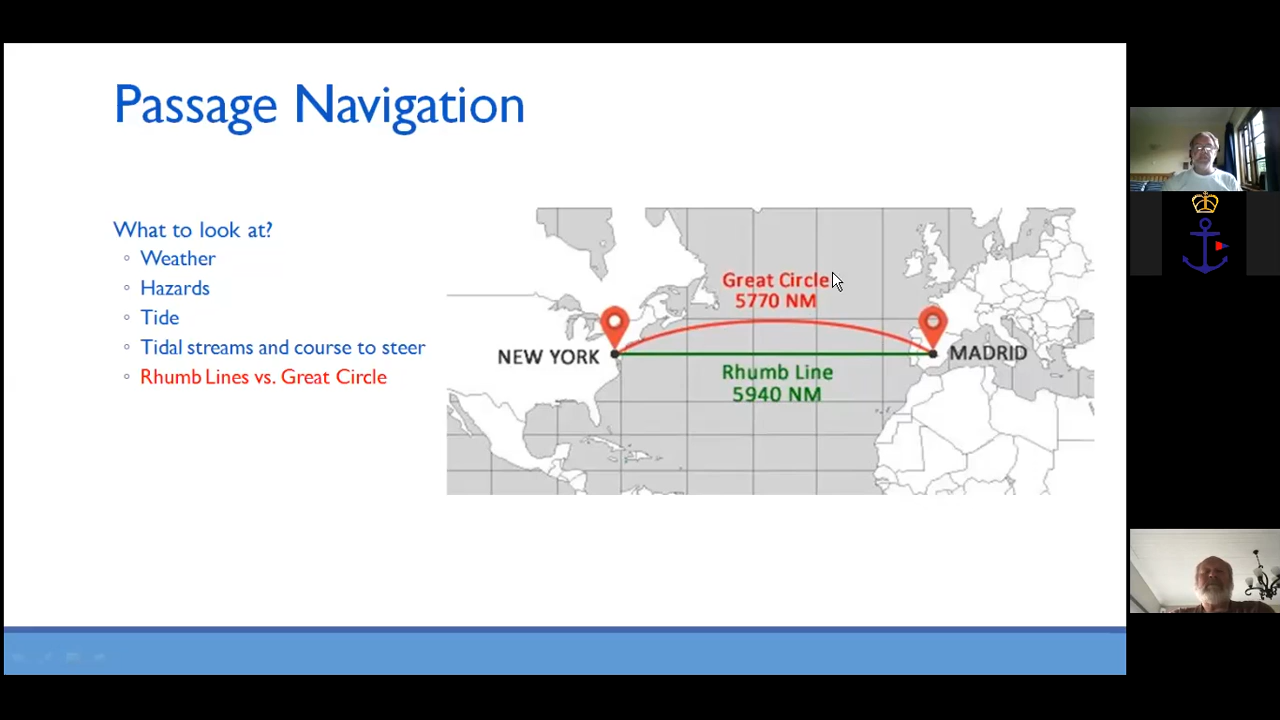 Passage Navigation
What to look at?
Weather
Hazards
Tide
Tidal streams and course to steer
Rhumb Lines vs. Great Circle
Great Circle
5770 NM
NEW YORK
MADRID
Rhumb Line
5940 NM